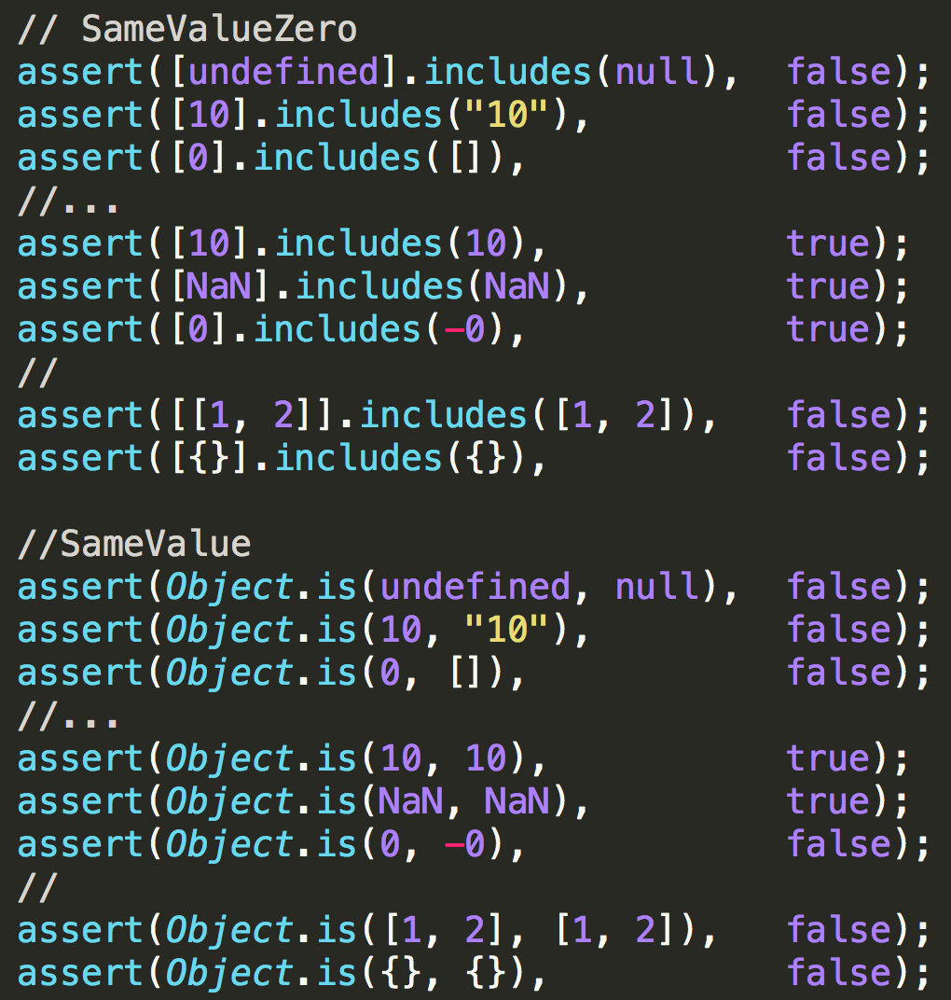 // SameValueZero
assert([undefined].includes(null),  false);
assert([10].includes("10"),         false);
assert([0].includes([]),            false);
//...
assert([10].includes(10),           true);
assert([NaN].includes(NaN),         true);
assert([0].includes(-0),            true);
//
assert([[1, 2]].includes([1, 2]),   false);
assert([{}].includes({}),           false);

//SameValue
assert(Object.is(undefined, null),  false);
assert(Object.is(10, "10"),         false);
assert(Object.is(0, []),            false);
//...
assert(Object.is(10, 10),           true);
assert(Object.is(NaN, NaN),         true);
assert(Object.is(0, -0),            false);
//
assert(Object.is([1, 2], [1, 2]),   false);
assert(Object.is({}, {}),           false);